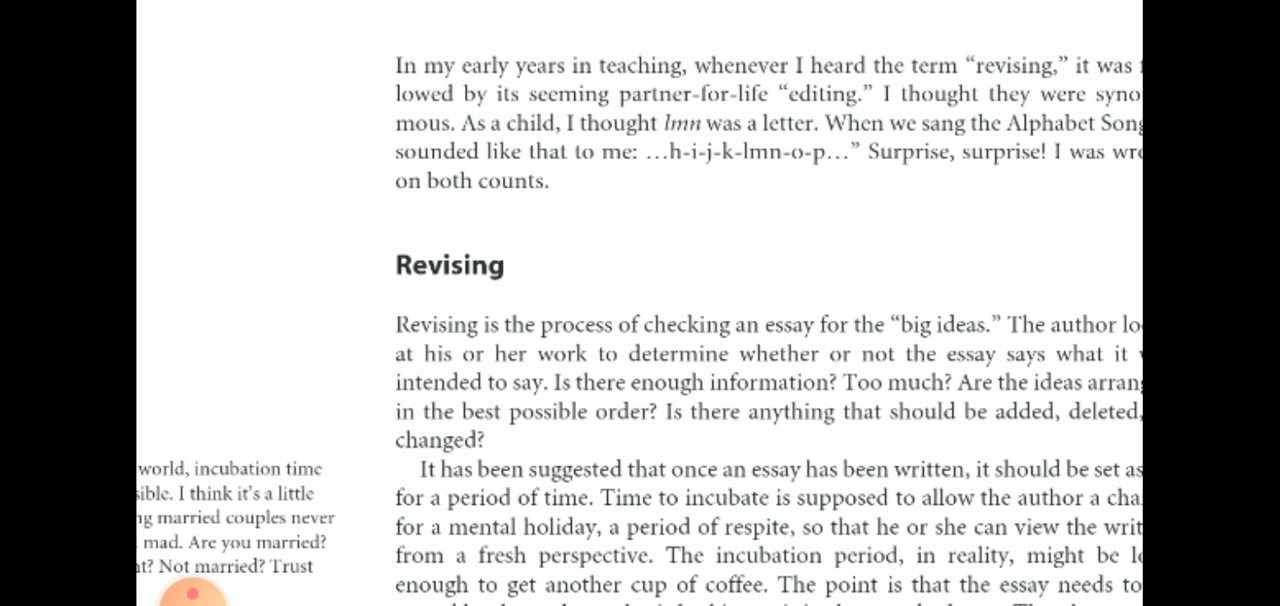 In my early years in teaching, whenever I heard the term “revising,” it was
lowed by its seeming partner-for-life “editing.” I thought they were syno
mous. As a child, I thought lmn was a letter. When we sang the Alphabet Song
sounded like that to me: …h-i-j-k-lmn-o-p…” Surprise, surprise! I was wro
on both counts.
Revising
Revising is the process of checking an essay for the “big ideas.” The author lo
at his or her work to determine whether or not the essay says what it
intended to say. Is there enough information? Too much? Are the ideas arran
in the best possible order? Is there anything that should be added, deleted,
changed?
It has been suggested that once an essay has been written, it should be set as
for a period of time. Time to incubate is supposed to allow the author a cha
for a mental holiday, a period of respite, so that he or she can view the writ
from a fresh perspective. The incubation period, in reality, might be
enough to get another cup of coffee. The point is that the essay needs to
world, incubation time
sible. I think it’s a little
ng married couples never
mad. Are you married?
t? Not married? Trust